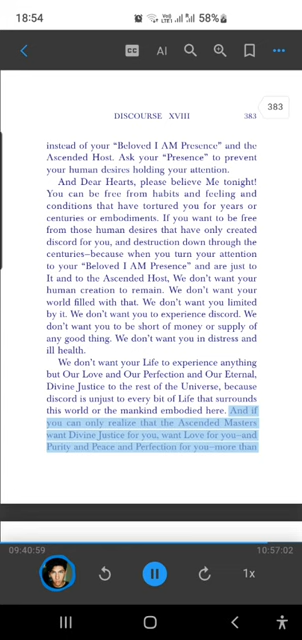 18:54
58%
CC
AI
383
DISCOURSE XVIII 383
instead of your "Beloved I AM Presence" and the
Ascended Host. Ask your "Presence" to prevent
your human desires holding your attention.
And Dear Hearts, please believe Me tonight!
You can be free from habits and feeling and
conditions that have tortured you for years or
centuries or embodiments. If you want to be free
from those human desires that have only created
discord for you, and destruction down through the
centuries–because when you turn your attention
to your "Beloved I AM Presence" and are just to
It and to the Ascended Host, We don't want your
human creation to remain. We don't want your
world filled with that. We don't want you limited
by it. We don't want you to experience discord. We
don't want you to be short of money or supply of
any good thing. We don't want you in distress and
ill health.
We don't want your Life to experience anything
but Our Love and Our Perfection and Our Eternal,
Divine Justice to the rest of the Universe, because
discord is unjust to every bit of Life that surrounds
this world or the mankind embodied here. And if
you can only realize that the Ascended Masters
want Divine Justice for you, want Love for you–and
Purity and Peace and Perfection for you–more than
09:40:59
10:57:02
1x